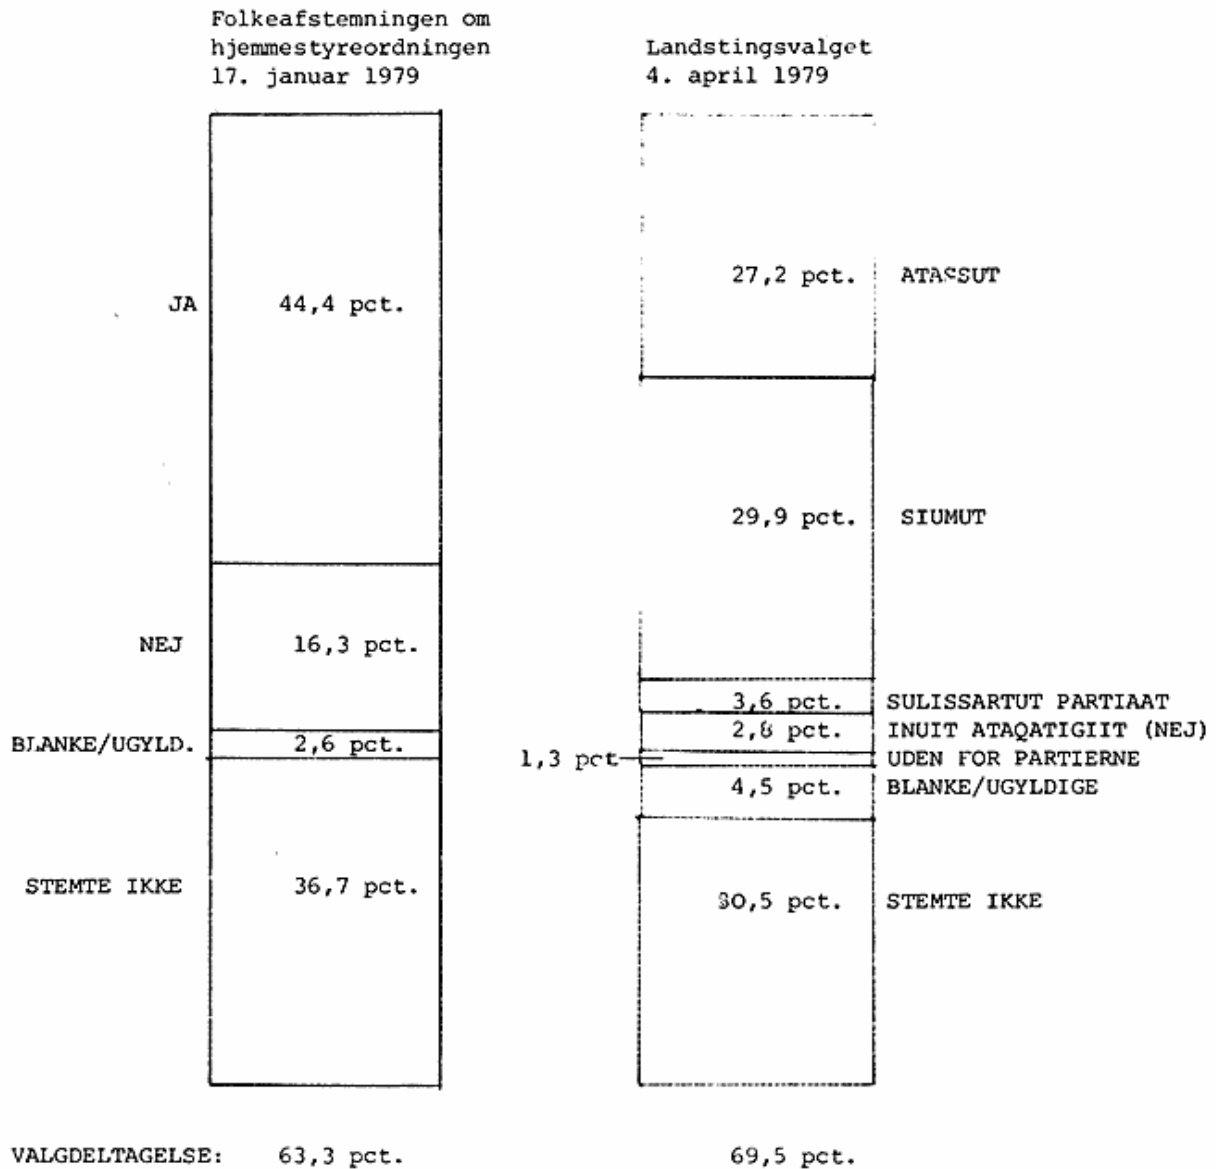 Folkeafstemningen om
hjemmestyreordningen
17. januar 1979
JA 44,4 pct.
NEJ 16,3 pct.
BLANKE/UGYLD. 2,6 pct.
STEMTE IKKE 36,7 pct.
Landstingsvalget
4. april 1979
27,2 pct. ATASSUT
29,9 pct. SIUMUT
3,6 pct. SULISSARTUT PARTIAAT
2,8 pct. INUIT ATAQATIGIIT (NEJ)
1,3 pct UDEN FOR PARTIERNE
4,5 pct. BLANKE/UGYLDIGE
30,5 pct. STEMTE IKKE
VALGDELTAGELSE: 63,3 pct. 69,5 pct.